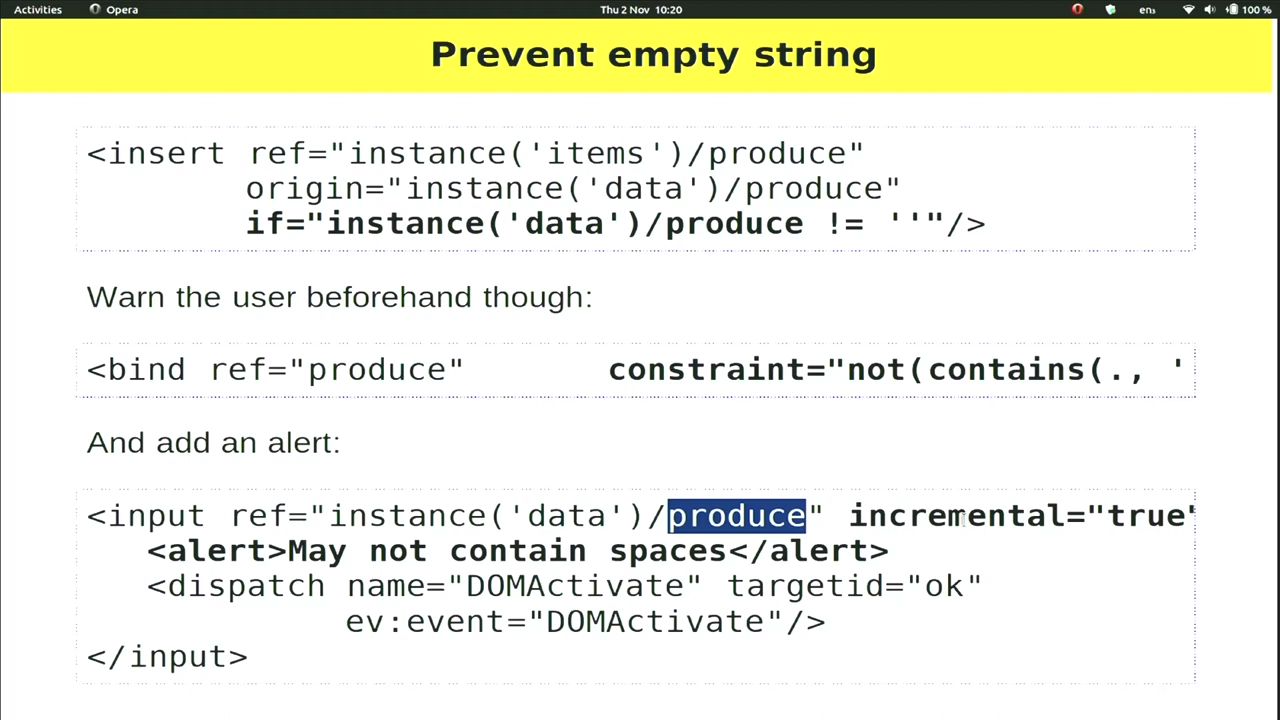 Activities Opera Thu 2 Nov 10:20 en₃ 100 %
Prevent empty string
<insert ref="instance('items')/produce"
origin="instance('data')/produce"
if="instance('data')/produce != ''"/>
Warn the user beforehand though:
<bind ref="produce" constraint="not(contains(., '
And add an alert:
<input ref="instance('data')/produce" incremental="true"
<alert>May not contain spaces</alert>
<dispatch name="DOMActivate" targetid="ok"
ev:event="DOMActivate"/>
</input>